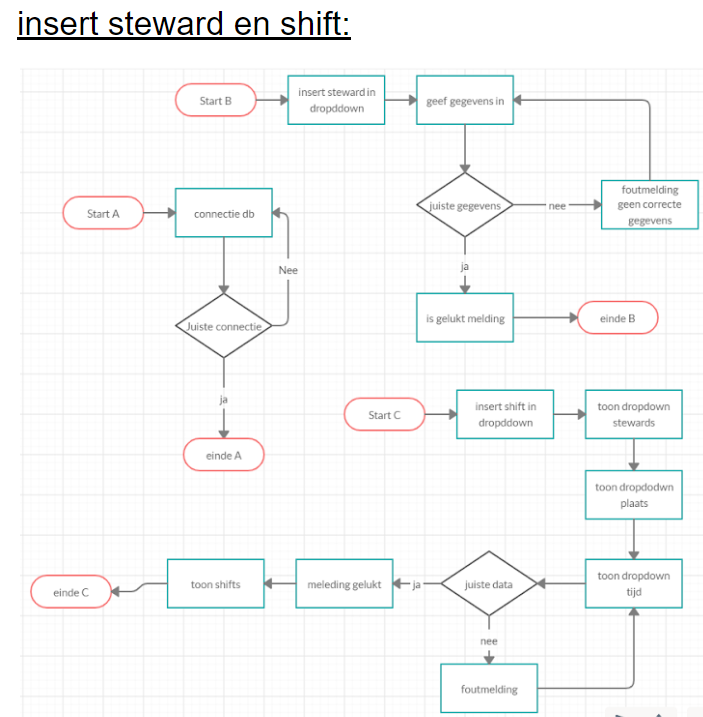 insert steward en shift:
Start B
insert steward in
dropddown
geef gegevens in
juiste gegevens
nee
foutmelding
geen correcte
gegevens
ja
is gelukt melding
einde B
Start A
connectie db
Nee
Juiste connectie
ja
einde A
Start C
insert shift in
dropddown
toon dropdown
stewards
toon dropdodwn
plaats
toon dropdown
tijd
juiste data
ja
meleding gelukt
toon shifts
einde C
nee
foutmelding